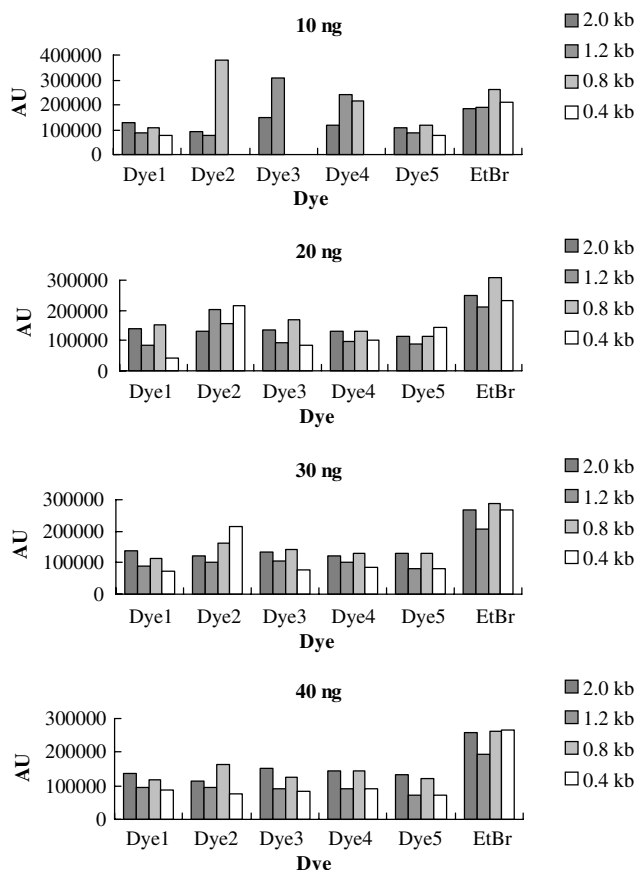 10 ng
AU
400000
300000
200000
100000
0
Dye1 Dye2 Dye3 Dye4 Dye5 EtBr
Dye
2.0 kb
1.2 kb
0.8 kb
0.4 kb
20 ng
AU
300000
200000
100000
0
Dye1 Dye2 Dye3 Dye4 Dye5 EtBr
Dye
2.0 kb
1.2 kb
0.8 kb
0.4 kb
30 ng
AU
300000
200000
100000
0
Dye1 Dye2 Dye3 Dye4 Dye5 EtBr
Dye
2.0 kb
1.2 kb
0.8 kb
0.4 kb
40 ng
AU
300000
200000
100000
0
Dye1 Dye2 Dye3 Dye4 Dye5 EtBr
Dye
2.0 kb
1.2 kb
0.8 kb
0.4 kb